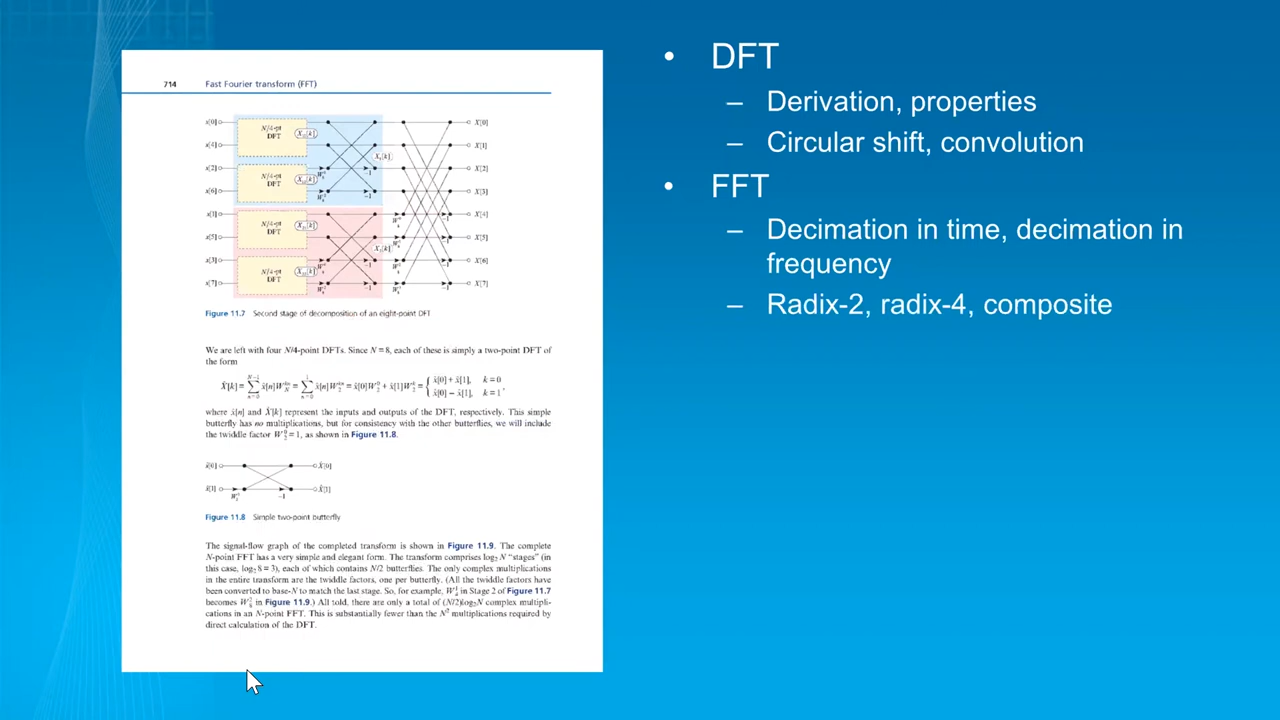 714 Fast Fourier transform (FFT)
x[0] N/4-pt DFT X[0]
x[4] X[1]
x[2] N/4-pt DFT X[2]
x[6] X[3]
x[1] N/4-pt DFT X[4]
x[5] X[5]
x[3] N/4-pt DFT X[6]
x[7] X[7]
Figure 11.7 Second stage of decomposition of an eight-point DFT
We are left with four N/4-point DFTs. Since N = 8, each of these is simply a two-point DFT of
the form
where x̂[n] and X̂[k] represent the inputs and outputs of the DFT, respectively. This simple
butterfly has no multiplications, but for consistency with the other butterflies, we will include
the twiddle factor W₂⁰ = 1, as shown in Figure 11.8.
x̂[0] X̂[0]
x̂[1] -1 X̂[1]
Figure 11.8 Simple two-point butterfly
The signal-flow graph of the completed transform is shown in Figure 11.9. The complete
N-point FFT has a very simple and elegant form. The transform comprises log₂ N “stages” (in
this case, log₂ 8 = 3), each of which contains N/2 butterflies. The only complex multiplications
in the entire transform are the twiddle factors, one per butterfly. (All the twiddle factors have
been converted to base-N to match the last stage. So, for example, in Stage 2 of Figure 11.7
becomes in Figure 11.9.) All told, there are only a total of (N/2)log₂N complex multipli-
cations in an N-point FFT. This is substantially fewer than the N² multiplications required by
direct calculation of the DFT.
• DFT
– Derivation, properties
– Circular shift, convolution
• FFT
– Decimation in time, decimation in
frequency
– Radix-2, radix-4, composite